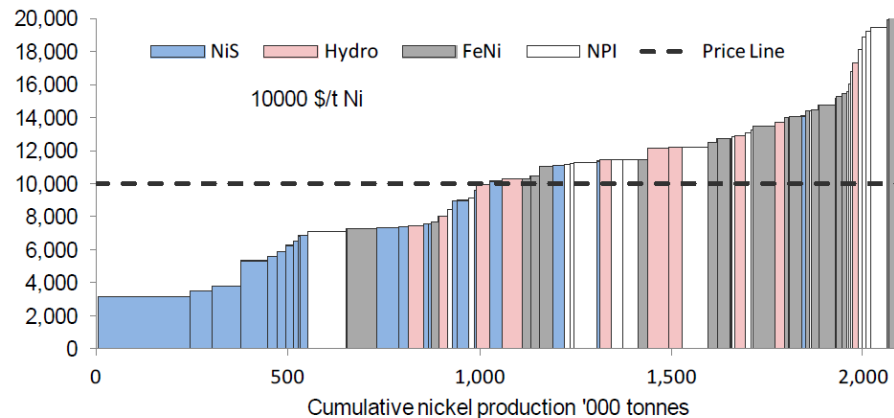 20,000
18,000
16,000
14,000
12,000
10,000
8,000
6,000
4,000
2,000
0
NiS Hydro FeNi NPI Price Line
10000 $/t Ni
0 500 1,000 1,500 2,000
Cumulative nickel production '000 tonnes